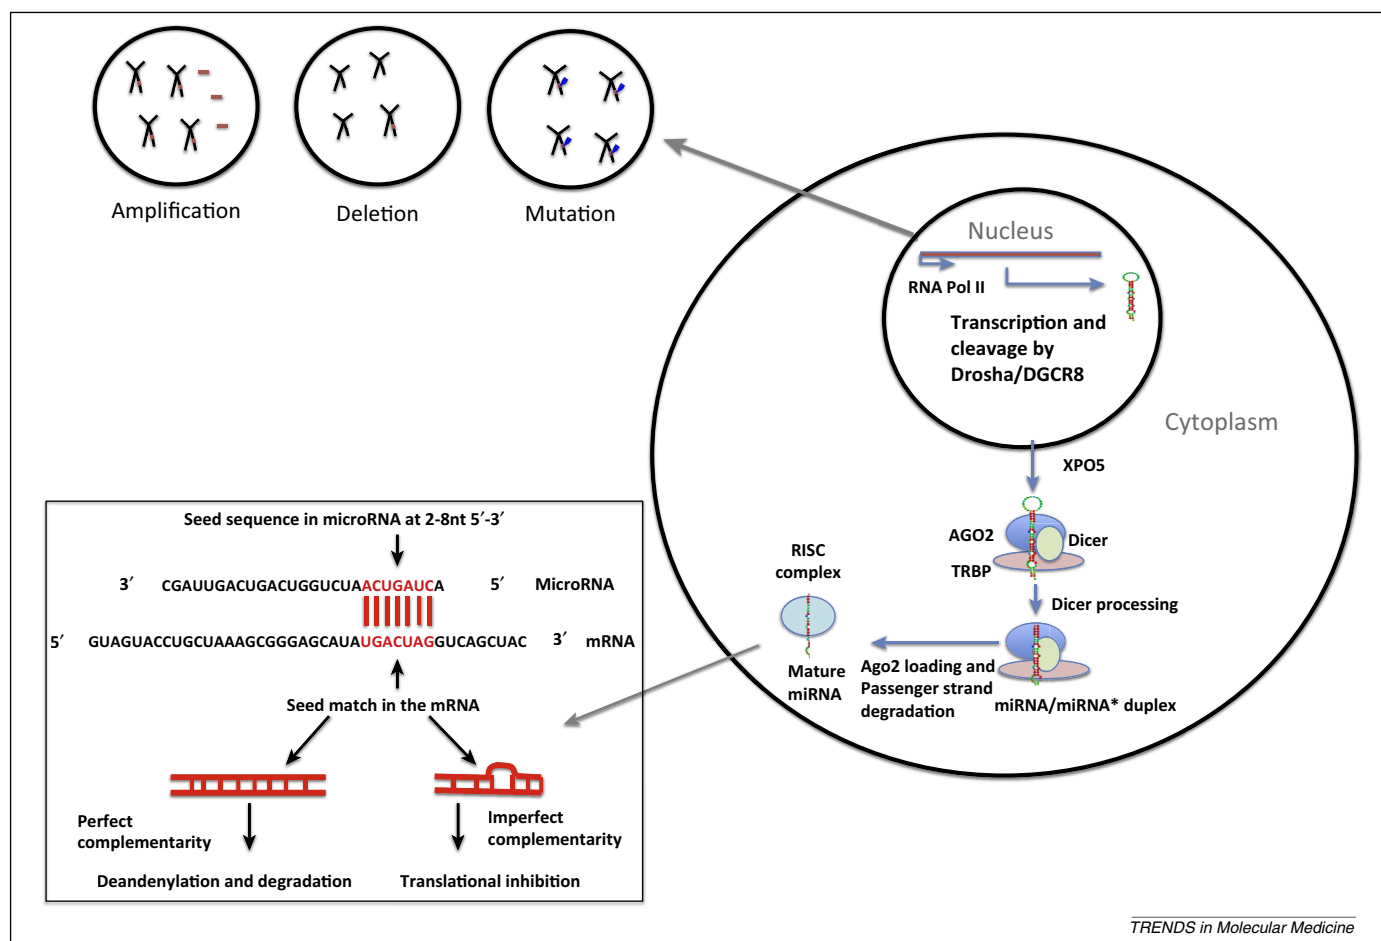 Amplification
Deletion
Mutation
Nucleus
RNA Pol II
Transcription and
cleavage by
Drosha/DGCR8
Cytoplasm
XPO5
AGO2
Dicer
TRBP
Dicer processing
miRNA/miRNA* duplex
Ago2 loading and
Passenger strand
degradation
RISC
complex
Mature
miRNA
Seed sequence in microRNA at 2-8nt 5′-3′
3′ CGAUUGACUGACUGGUCUAACUGAUCA 5′ MicroRNA
5′ GUAGUACCUGCUAAAGCGGGAGCAUAUGACUAGGUCAGCUAC 3′ mRNA
Seed match in the mRNA
Perfect
complementarity
Imperfect
complementarity
Deandenylation and degradation
Translational inhibition
TRENDS in Molecular Medicine